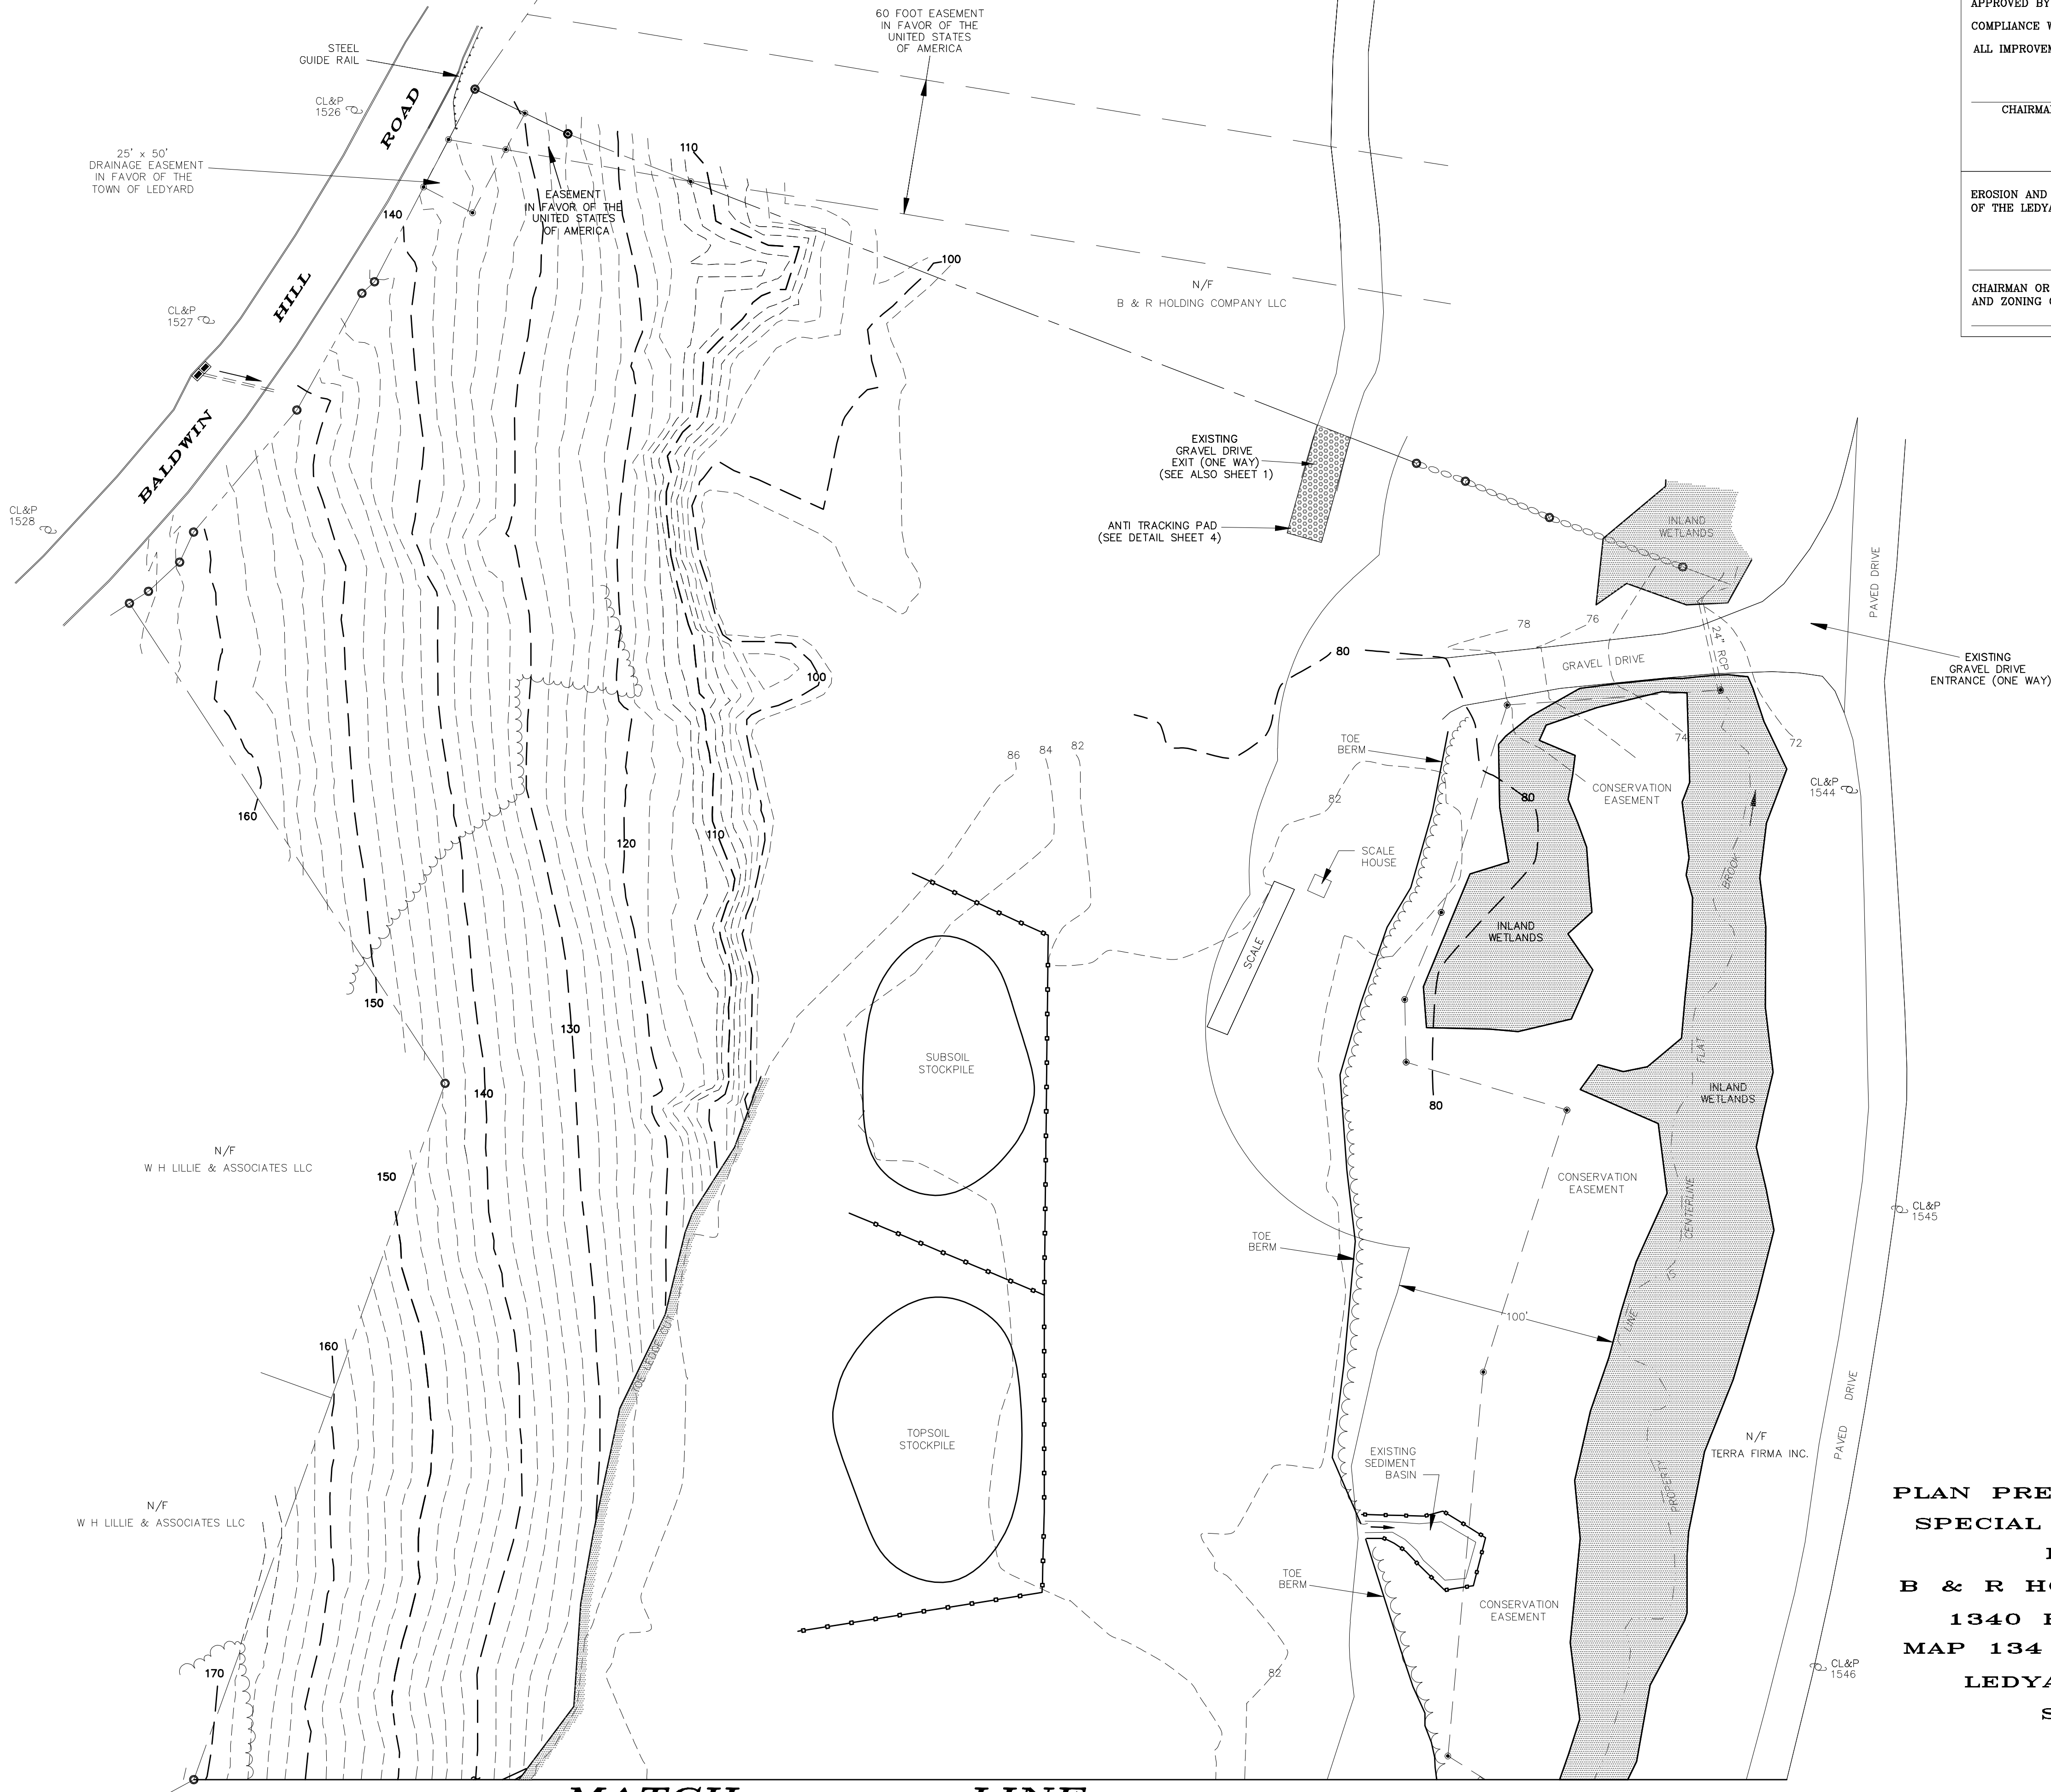 60 FOOT EASEMENT
IN FAVOR OF THE
UNITED STATES
OF AMERICA
STEEL
GUIDE RAIL
CL&P
1526
ROAD
25' x 50'
DRAINAGE EASEMENT
IN FAVOR OF THE
TOWN OF LEDYARD
110
EASEMENT
IN FAVOR OF THE
UNITED STATES
OF AMERICA
140
100
N/F
B & R HOLDING COMPANY LLC
HILL
CL&P
1527
BALDWIN
CL&P
1528
APPROVED BY
COMPLIANCE
ALL
CHAIRMAN
EROSION AND
OF THE
CHAIRMAN OR
AND ZONING
EXISTING
GRAVEL DRIVE
EXIT (ONE WAY)
(SEE ALSO SHEET 1)
ANTI TRACKING PAD
(SEE DETAIL SHEET 4)
INLAND
WETLANDS
PAVED DRIVE
78
76
24" RCP
80
GRAVEL DRIVE
EXISTING
GRAVEL DRIVE
ENTRANCE (ONE WAY)
100
74
72
TOE
BERM
86
84
82
82
80
CONSERVATION
EASEMENT
CL&P
1544
160
120
110
SCALE
HOUSE
BROOK
INLAND
WETLANDS
SCALE
150
130
FLAT
SUBSOIL
STOCKPILE
140
80
INLAND
WETLANDS
N/F
W H LILLIE & ASSOCIATES LLC
150
CONSERVATION
EASEMENT
CENTERLINE
CL&P
1545
TOE
BERM
IS
100'
LINE
160
TOE LEDGE CUT
PAVED DRIVE
TOPSOIL
STOCKPILE
EXISTING
SEDIMENT
BASIN
N/F
TERRA FIRMA INC.
PROPERTY
N/F
W H LILLIE & ASSOCIATES LLC
PLAN
SPECIAL
B & R
1340
MAP 134
TOE
BERM
CONSERVATION
EASEMENT
170
82
CL&P
1546
MATCH LINE